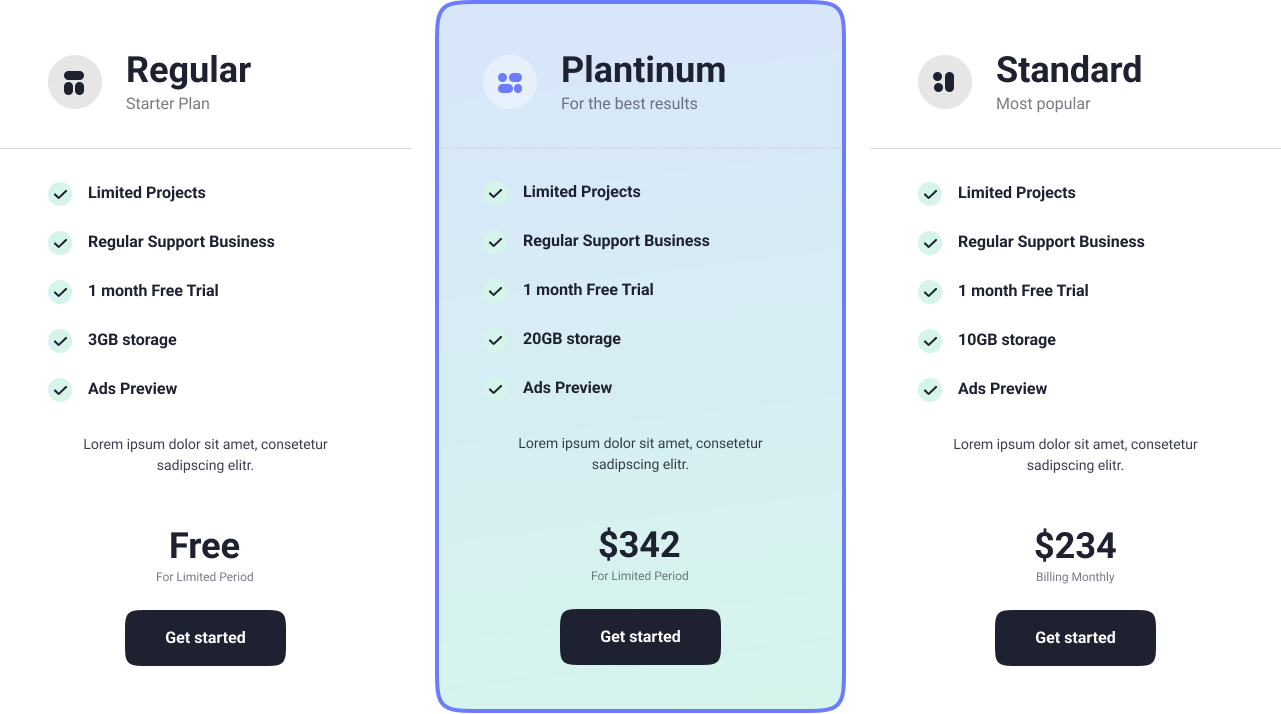 Regular
Starter Plan
Limited Projects
Regular Support Business
1 month Free Trial
3GB storage
Ads Preview
Lorem ipsum dolor sit amet, consetetur
sadipscing elitr.
Free
For Limited Period
Get started
Plantinum
For the best results
Limited Projects
Regular Support Business
1 month Free Trial
20GB storage
Ads Preview
Lorem ipsum dolor sit amet, consetetur
sadipscing elitr.
$342
For Limited Period
Get started
Standard
Most popular
Limited Projects
Regular Support Business
1 month Free Trial
10GB storage
Ads Preview
Lorem ipsum dolor sit amet, consetetur
sadipscing elitr.
$234
Billing Monthly
Get started